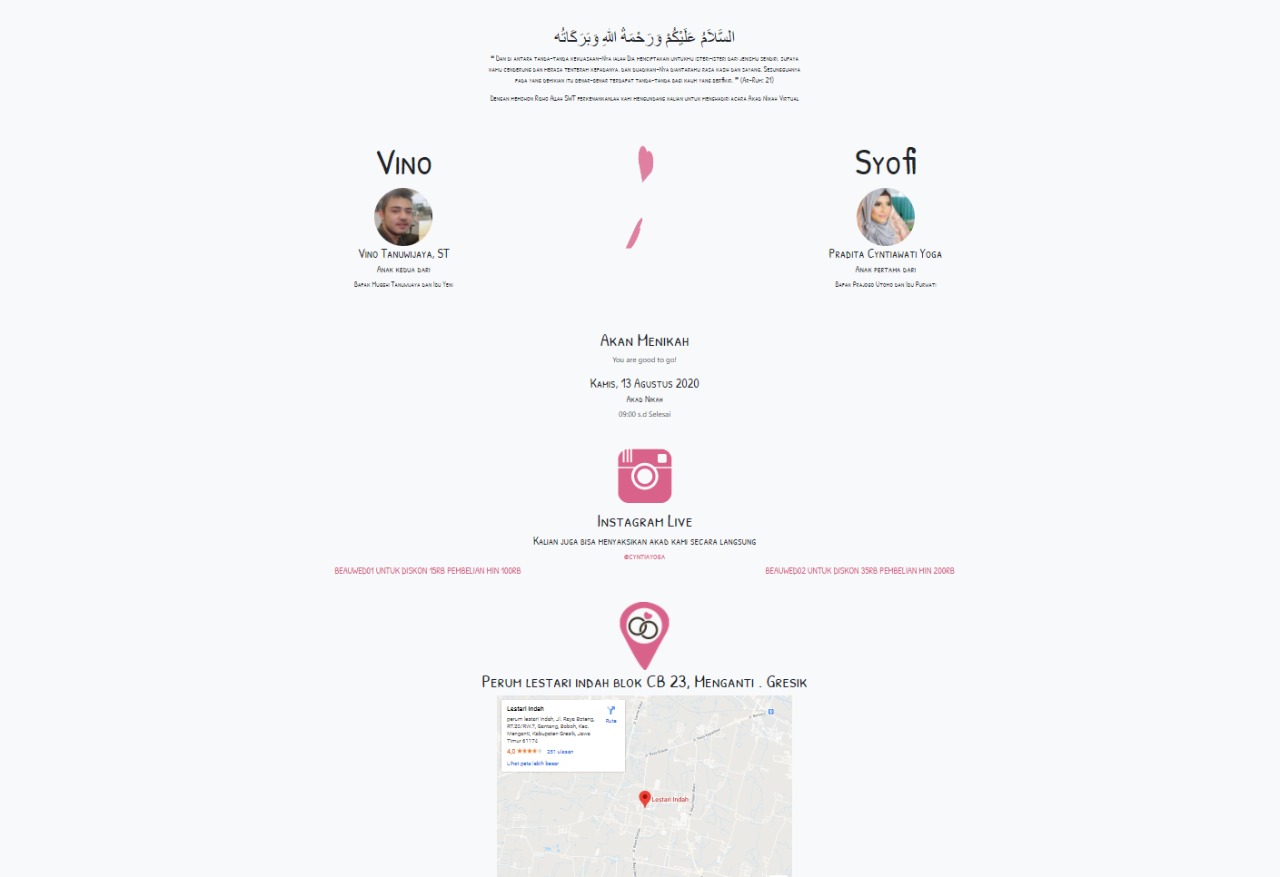 السَّلاَمُ عَلَيْكُمْ وَرَحْمَةُ اللهِ وَبَرَكَاتُه
❝ Dan di antara tanda-tanda kekuasaan-Nya ialah Dia menciptakan untukmu isteri-isteri dari jenismu sendiri, supaya
kamu cenderung dan merasa tenteram kepadanya, dan dijadikan-Nya diantaramu rasa kasih dan sayang. Sesungguhnya
pada yang demikian itu benar-benar terdapat tanda-tanda bagi kaum yang berfikir. ❞ (Ar-Rum: 21)
Dengan memohon Ridho Allah SWT perkenankanlah kami mengundang kalian untuk menghadiri acara Akad Nikah Virtual
Vino
Syofi
Vino Tanuwijaya, ST
Pradita Cyntiawati Yoga
Anak kedua dari
Anak pertama dari
Bapak Tanuwijaya dan Ibu Yeni
Bapak Prajogo Utomo dan Ibu Purwati
Akan Menikah
You are good to go!
Kamis, 13 Agustus 2020
Akad Nikah
09:00 s.d Selesai
Instagram Live
Kalian juga bisa menyaksikan akad kami secara langsung
@cyntiayoga
BEAUWED01 UNTUK DISKON 15RB PEMBELIAN MIN 100RB
BEAUWED02 UNTUK DISKON 35RB PEMBELIAN MIN 200RB
Perum lestari indah blok CB 23, Menganti . Gresik
Lestari Indah
Rute
perum lestari indah, Jl. Raya Boteng,
RT.20/RW.7, Gantang, Boboh, Kec.
Menganti, Kabupaten Gresik, Jawa
Timur 61174
4,0 ★★★★★ 351 ulasan
Lihat peta lebih besar
Lestari Indah